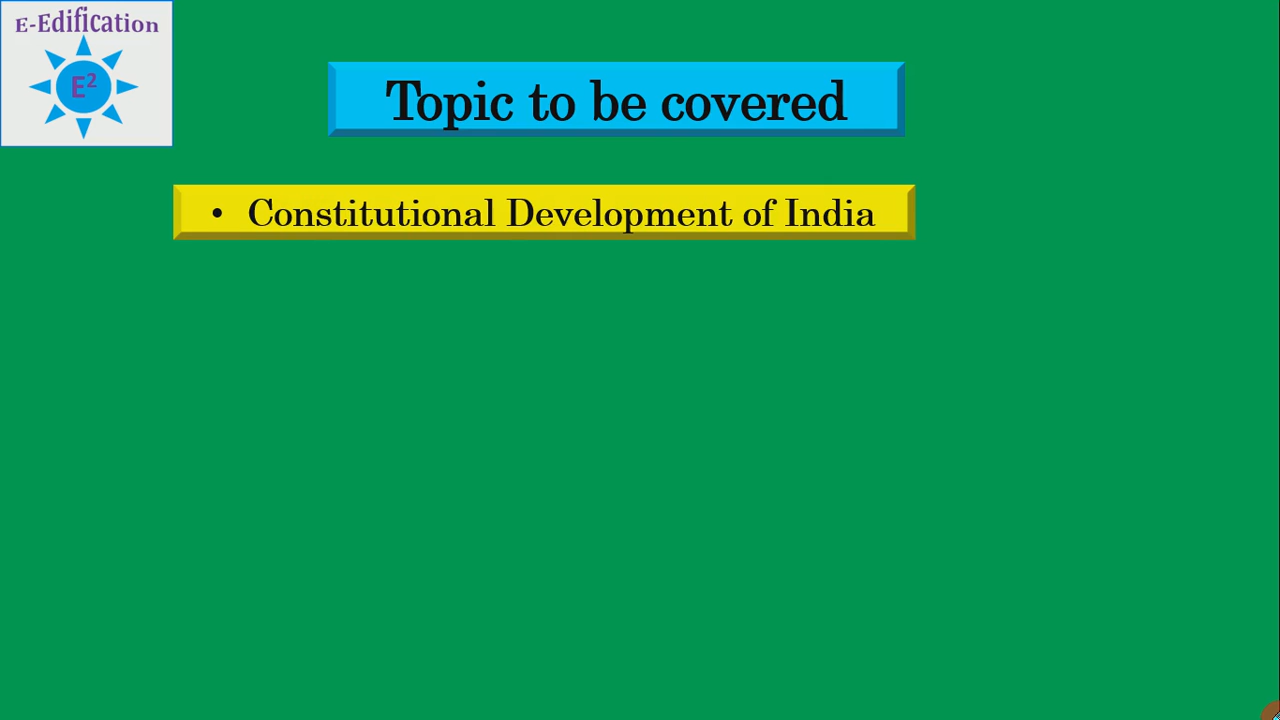 E-Edification
E²
Topic to be covered
• Constitutional Development of India